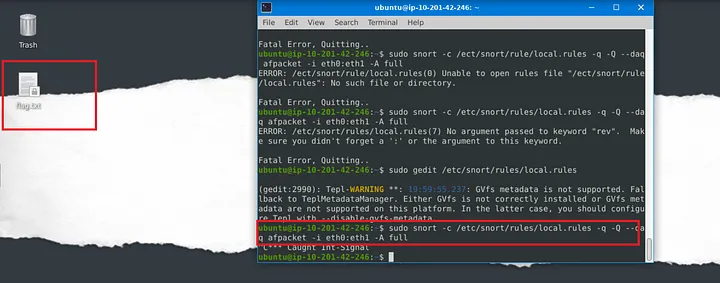 Trash
flag.txt
ubuntu@ip-10-201-42-246: ~
File Edit View Search Terminal Help
Fatal Error, Quitting..
ubuntu@ip-10-201-42-246:~$ sudo snort -c /ect/snort/rule/local.rules -q -Q --daq
afpacket -i eth0:eth1 -A full
ERROR: /ect/snort/rule/local.rules(0) Unable to open rules file "/ect/snort/rule
/local.rules": No such file or directory.
Fatal Error, Quitting..
ubuntu@ip-10-201-42-246:~$ sudo snort -c /etc/snort/rules/local.rules -q -Q --da
q afpacket -i eth0:eth1 -A full
ERROR: /etc/snort/rules/local.rules(7) No argument passed to keyword "rev".  Mak
e sure you didn't forget a ':' or the argument to this keyword.
Fatal Error, Quitting..
ubuntu@ip-10-201-42-246:~$ sudo gedit /etc/snort/rules/local.rules
(gedit:2990): Tepl-WARNING **: 19:59:55.237: GVfs metadata is not supported. Fal
lback to TeplMetadataManager. Either GVfs is not correctly installed or GVfs met
adata are not supported on this platform. In the latter case, you should configu
re Tepl with --disable-gvfs-metadata.
ubuntu@ip-10-201-42-246:~$ sudo snort -c /etc/snort/rules/local.rules -q -Q --da
q afpacket -i eth0:eth1 -A full
^C*** Caught Int-Signal
ubuntu@ip-10-201-42-246:~$